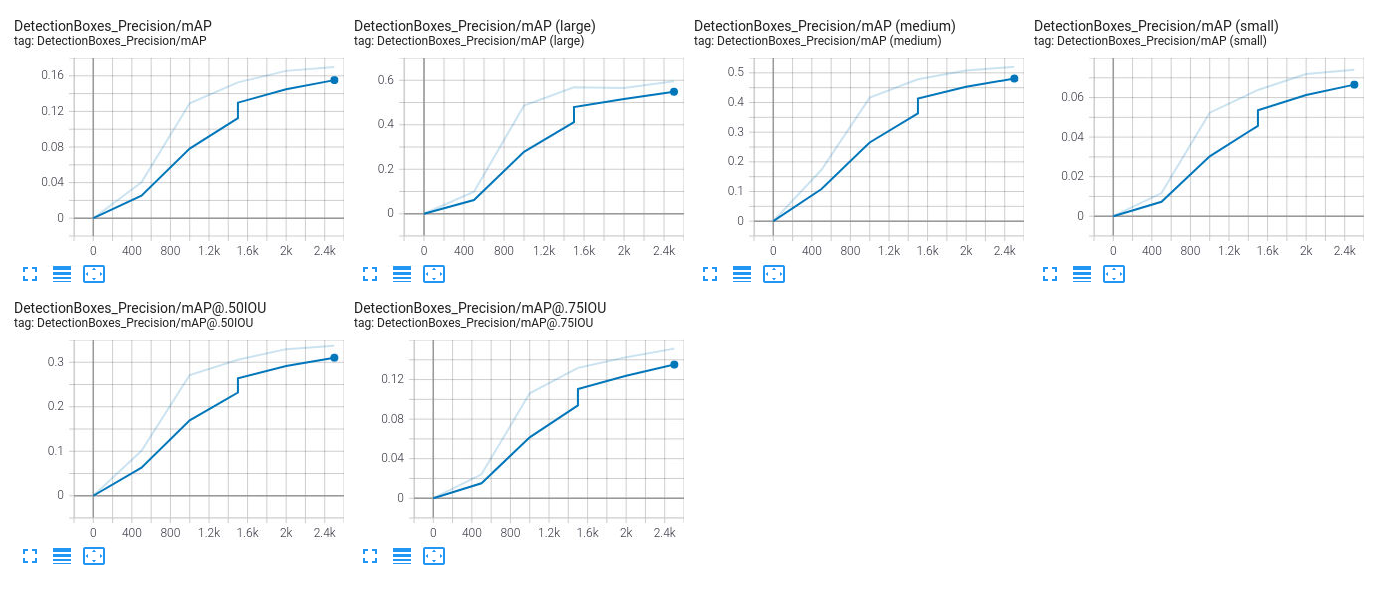 DetectionBoxes_Precision/mAP
tag: DetectionBoxes_Precision/mAP
0.16
0.12
0.08
0.04
0
0 400 800 1.2k 1.6k 2k 2.4k
DetectionBoxes_Precision/mAP (large)
tag: DetectionBoxes_Precision/mAP (large)
0.6
0.4
0.2
0
0 400 800 1.2k 1.6k 2k 2.4k
DetectionBoxes_Precision/mAP (medium)
tag: DetectionBoxes_Precision/mAP (medium)
0.5
0.4
0.3
0.2
0.1
0
0 400 800 1.2k 1.6k 2k 2.4k
DetectionBoxes_Precision/mAP (small)
tag: DetectionBoxes_Precision/mAP (small)
0.06
0.04
0.02
0
0 400 800 1.2k 1.6k 2k 2.4k
DetectionBoxes_Precision/mAP@.50IOU
tag: DetectionBoxes_Precision/mAP@.50IOU
0.3
0.2
0.1
0
0 400 800 1.2k 1.6k 2k 2.4k
DetectionBoxes_Precision/mAP@.75IOU
tag: DetectionBoxes_Precision/mAP@.75IOU
0.12
0.08
0.04
0
0 400 800 1.2k 1.6k 2k 2.4k